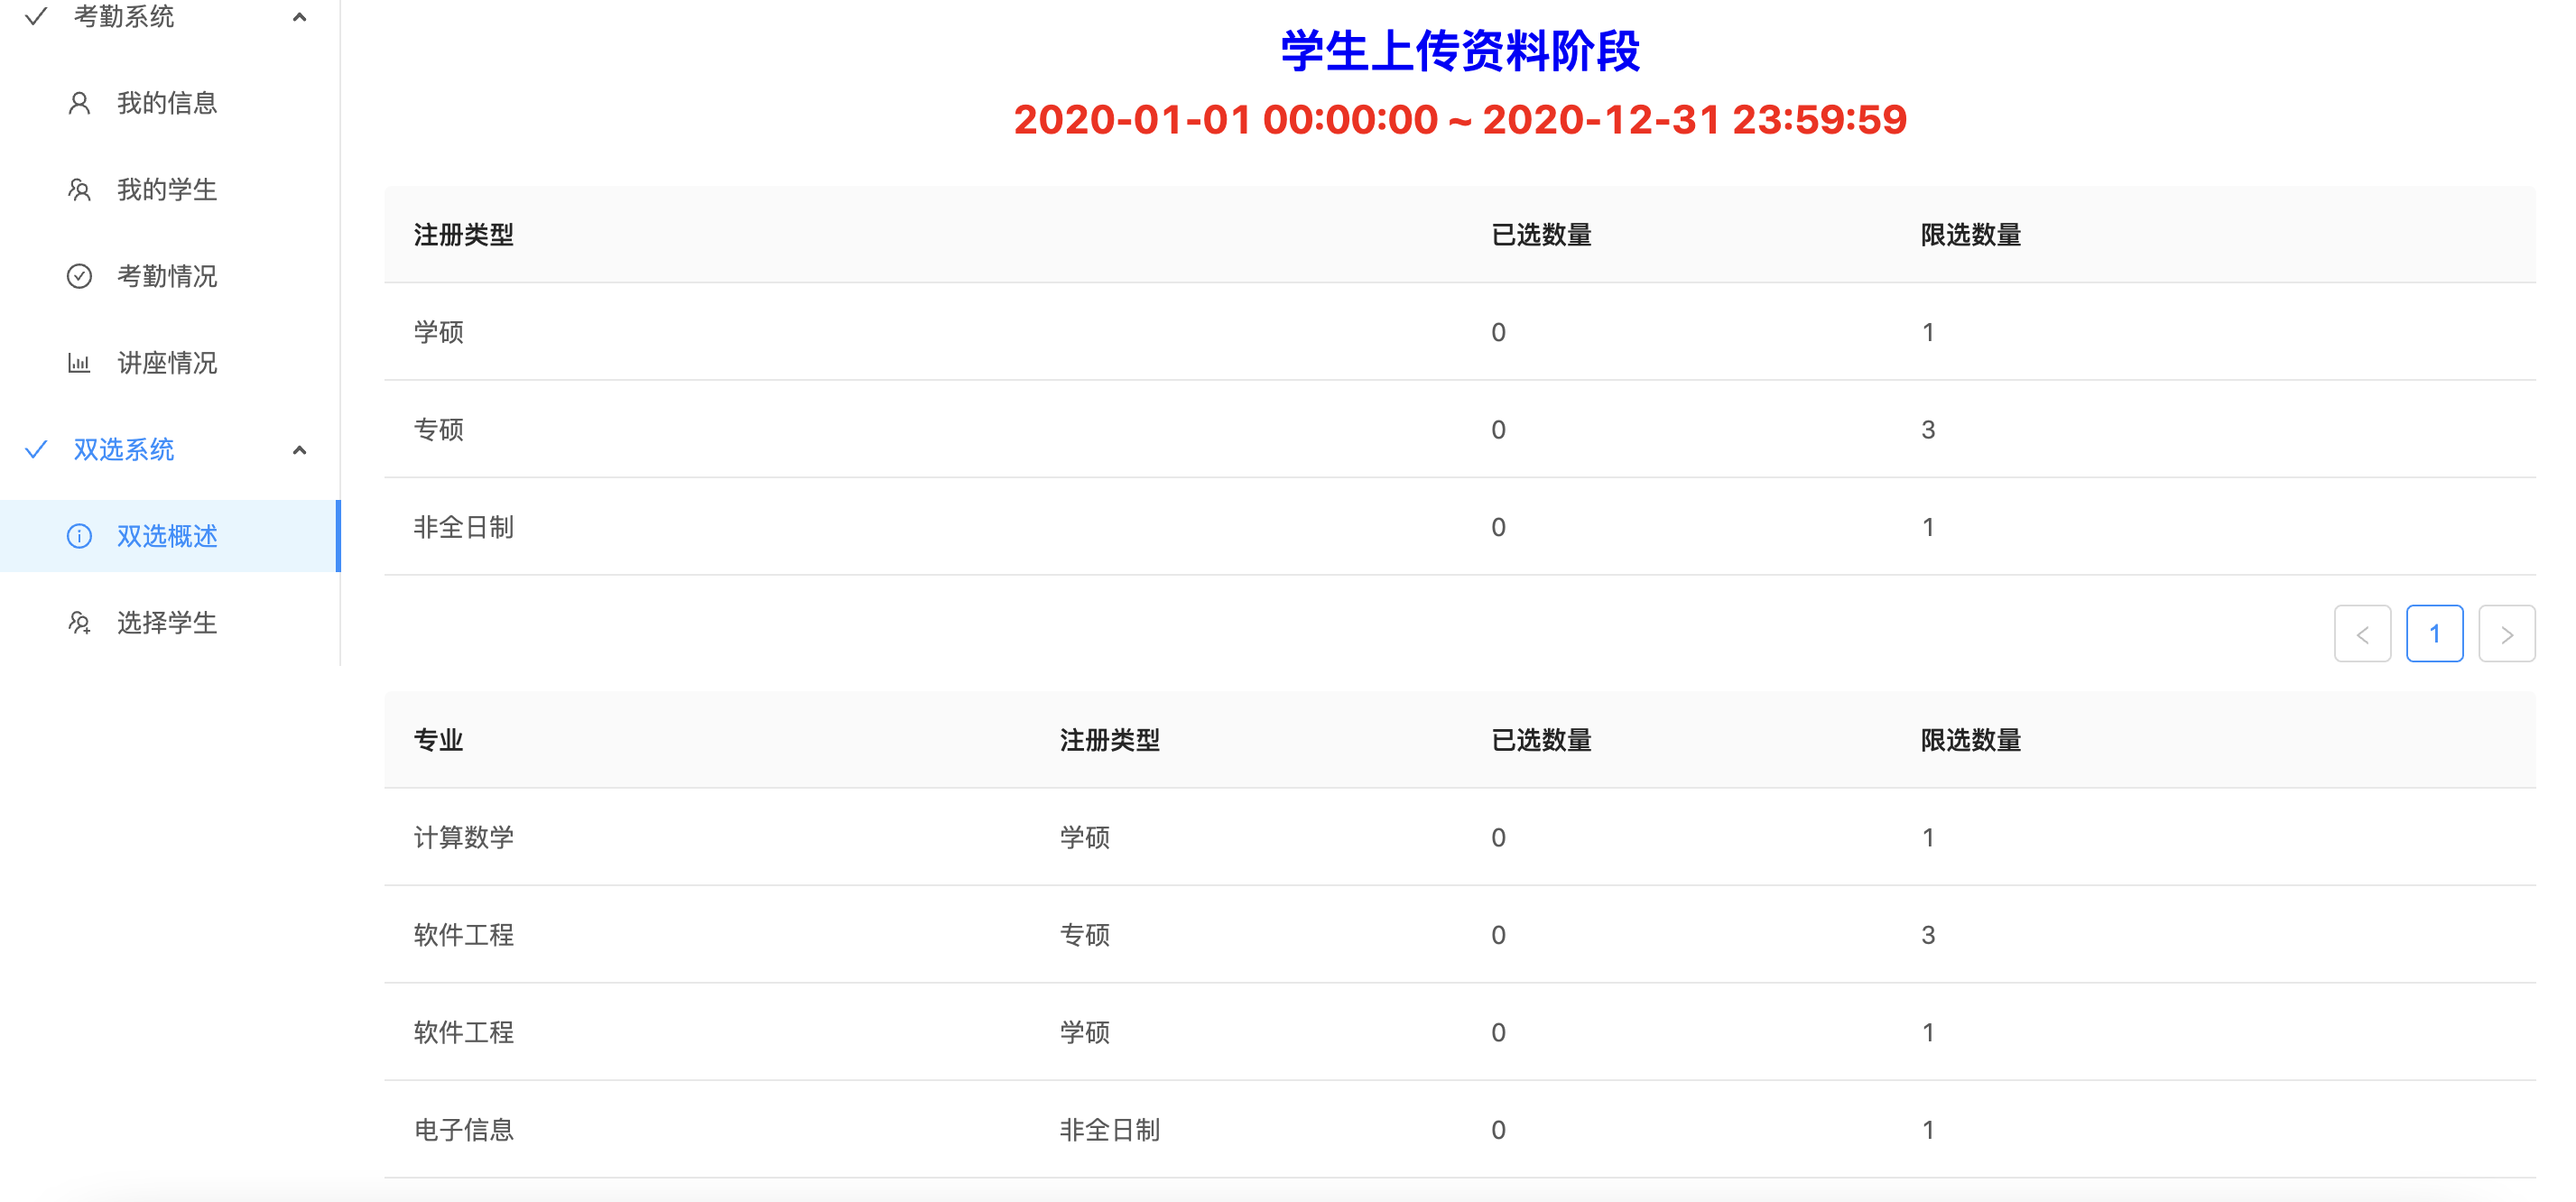 考勤系统
我的信息
我的学生
考勤情况
讲座情况
双选系统
双选概述
选择学生
学生上传资料阶段
2020-01-01 00:00:00 ~ 2020-12-31 23:59:59
注册类型 已选数量 限选数量
学硕 0 1
专硕 0 3
非全日制 0 1
< 1 >
专业 注册类型 已选数量 限选数量
计算数学 学硕 0 1
软件工程 专硕 0 3
软件工程 学硕 0 1
电子信息 非全日制 0 1